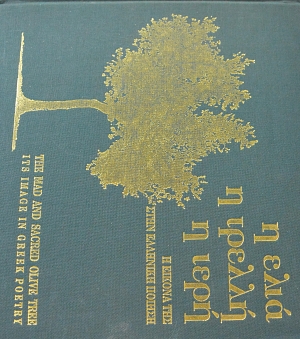 η ελιά
η τρελλή
η ιερή
Η ΕΙΚΟΝΑ ΤΗΣ
ΣΤΗΝ ΕΛΛΗΝΙΚΗ ΠΟΙΗΣΗ
THE MAD AND SACRED OLIVE TREE
ITS IMAGE IN GREEK POETRY